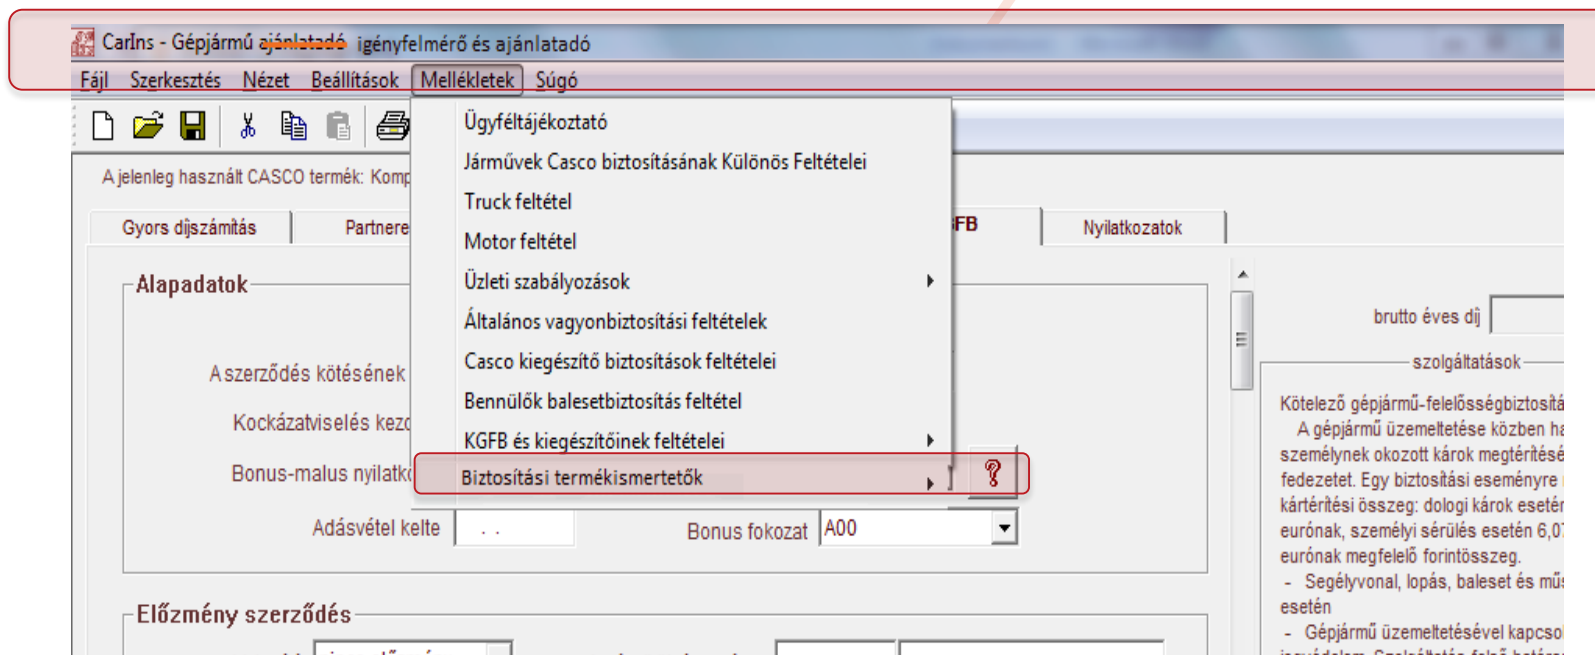 CarIns - Gépjármű ajánlatadó igényfelmérő és ajánlatadó
Fájl Szerkesztés Nézet Beállítások Mellékletek Súgó
Ügyféltájékoztató
Járművek Casco biztosításának Különös Feltételei
Truck feltétel
Motor feltétel
Üzleti szabályozások
Általános vagyonbiztosítási feltételek
Casco kiegészítő biztosítások feltételei
Bennülők balesetbiztosítás feltétel
KGFB és kiegészítőinek feltételei
Biztosítási termékismertetők
A jelenleg használt CASCO termék: Komp
Gyors díjszámítás Partnere FB Nyilatkozatok
Alapadatok
A szerződés kötésének
Kockázatviselés kezd
Bonus-malus nyilatk
?
Adásvétel kelte . . Bonus fokozat A00
Előzmény szerződés
brutto éves díj
szolgáltatások
Kötelező gépjármű-felelősségbiztosítá
A gépjármű üzemeltetése közben ha
személynek okozott károk megtérítésé
fedezetet. Egy biztosítási eseményre
kártérítési összeg: dologi károk esetén
eurónak, személyi sérülés esetén 6,07
eurónak megfelelő forintösszeg.
- Segélyvonal, lopás, baleset és mű
esetén
- Gépjármű üzemeltetésével kapcso